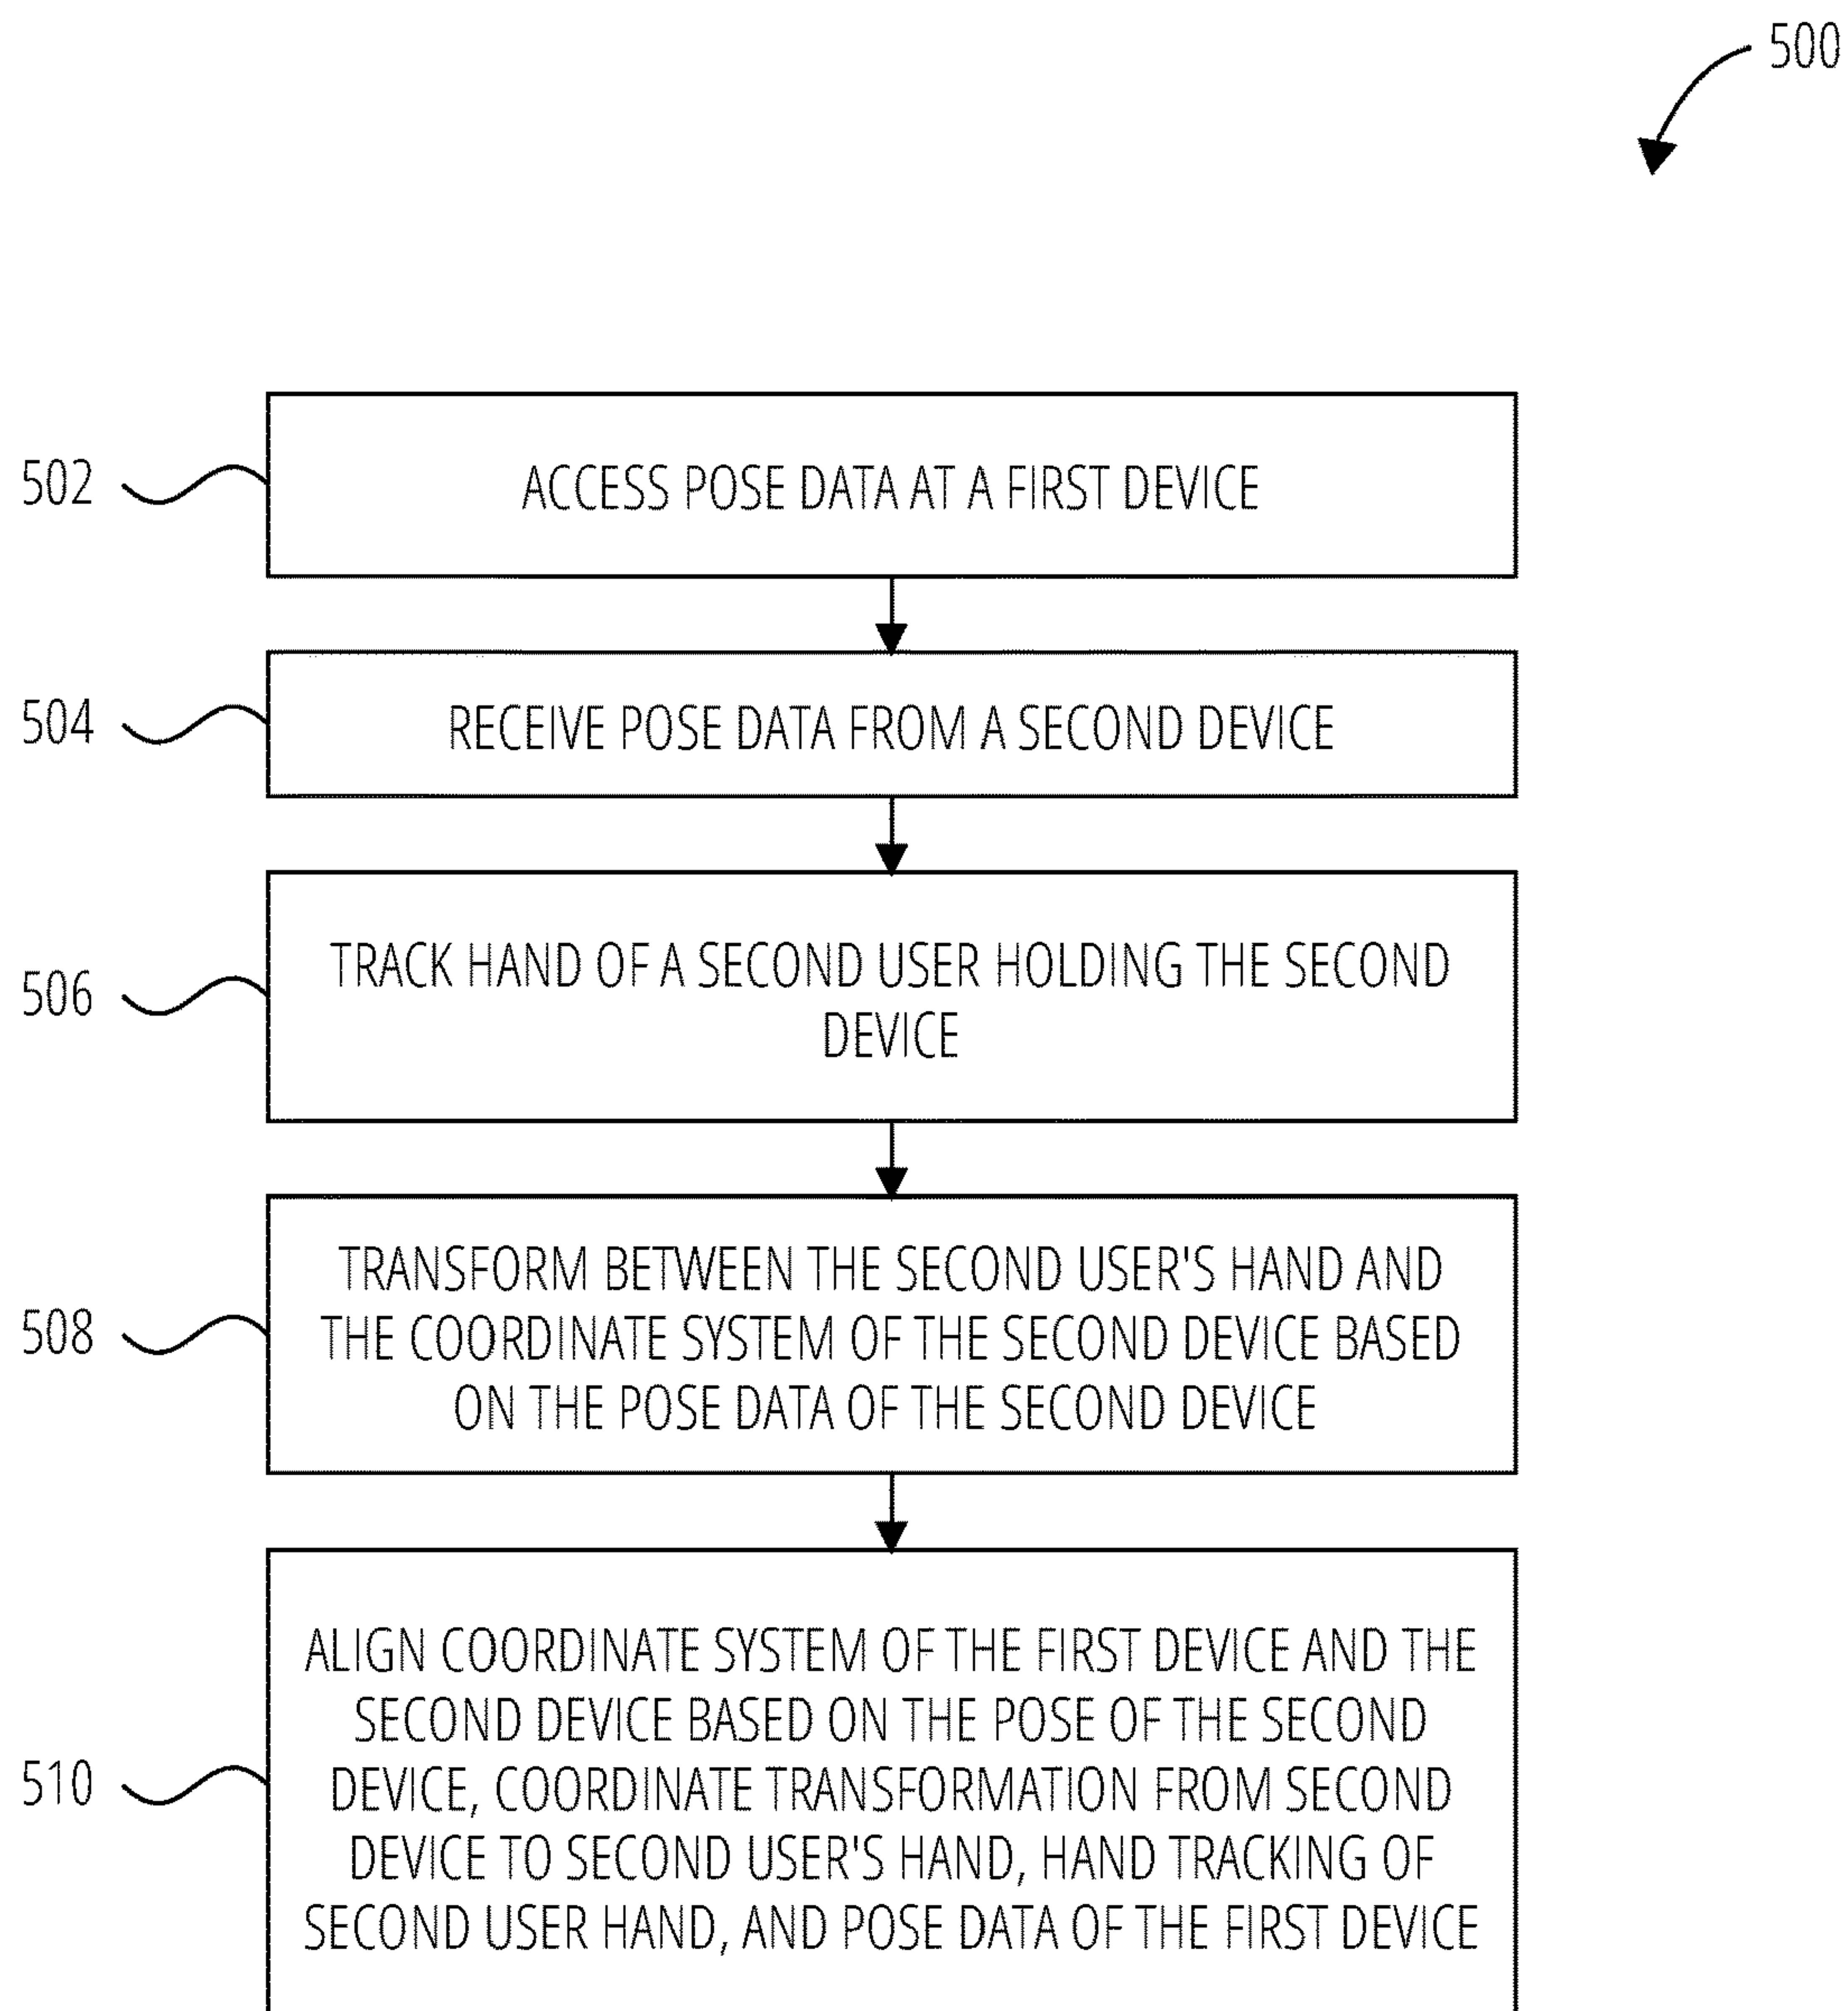 500
502
ACCESS POSE DATA AT A FIRST DEVICE
504
RECEIVE POSE DATA FROM A SECOND DEVICE
506
TRACK HAND OF A SECOND USER HOLDING THE SECOND
DEVICE
508
TRANSFORM BETWEEN THE SECOND USER'S HAND AND
THE COORDINATE SYSTEM OF THE SECOND DEVICE BASED
ON THE POSE DATA OF THE SECOND DEVICE
510
ALIGN COORDINATE SYSTEM OF THE FIRST DEVICE AND THE
SECOND DEVICE BASED ON THE POSE OF THE SECOND
DEVICE, COORDINATE TRANSFORMATION FROM SECOND
DEVICE TO SECOND USER'S HAND, HAND TRACKING OF
SECOND USER HAND, AND POSE DATA OF THE FIRST DEVICE